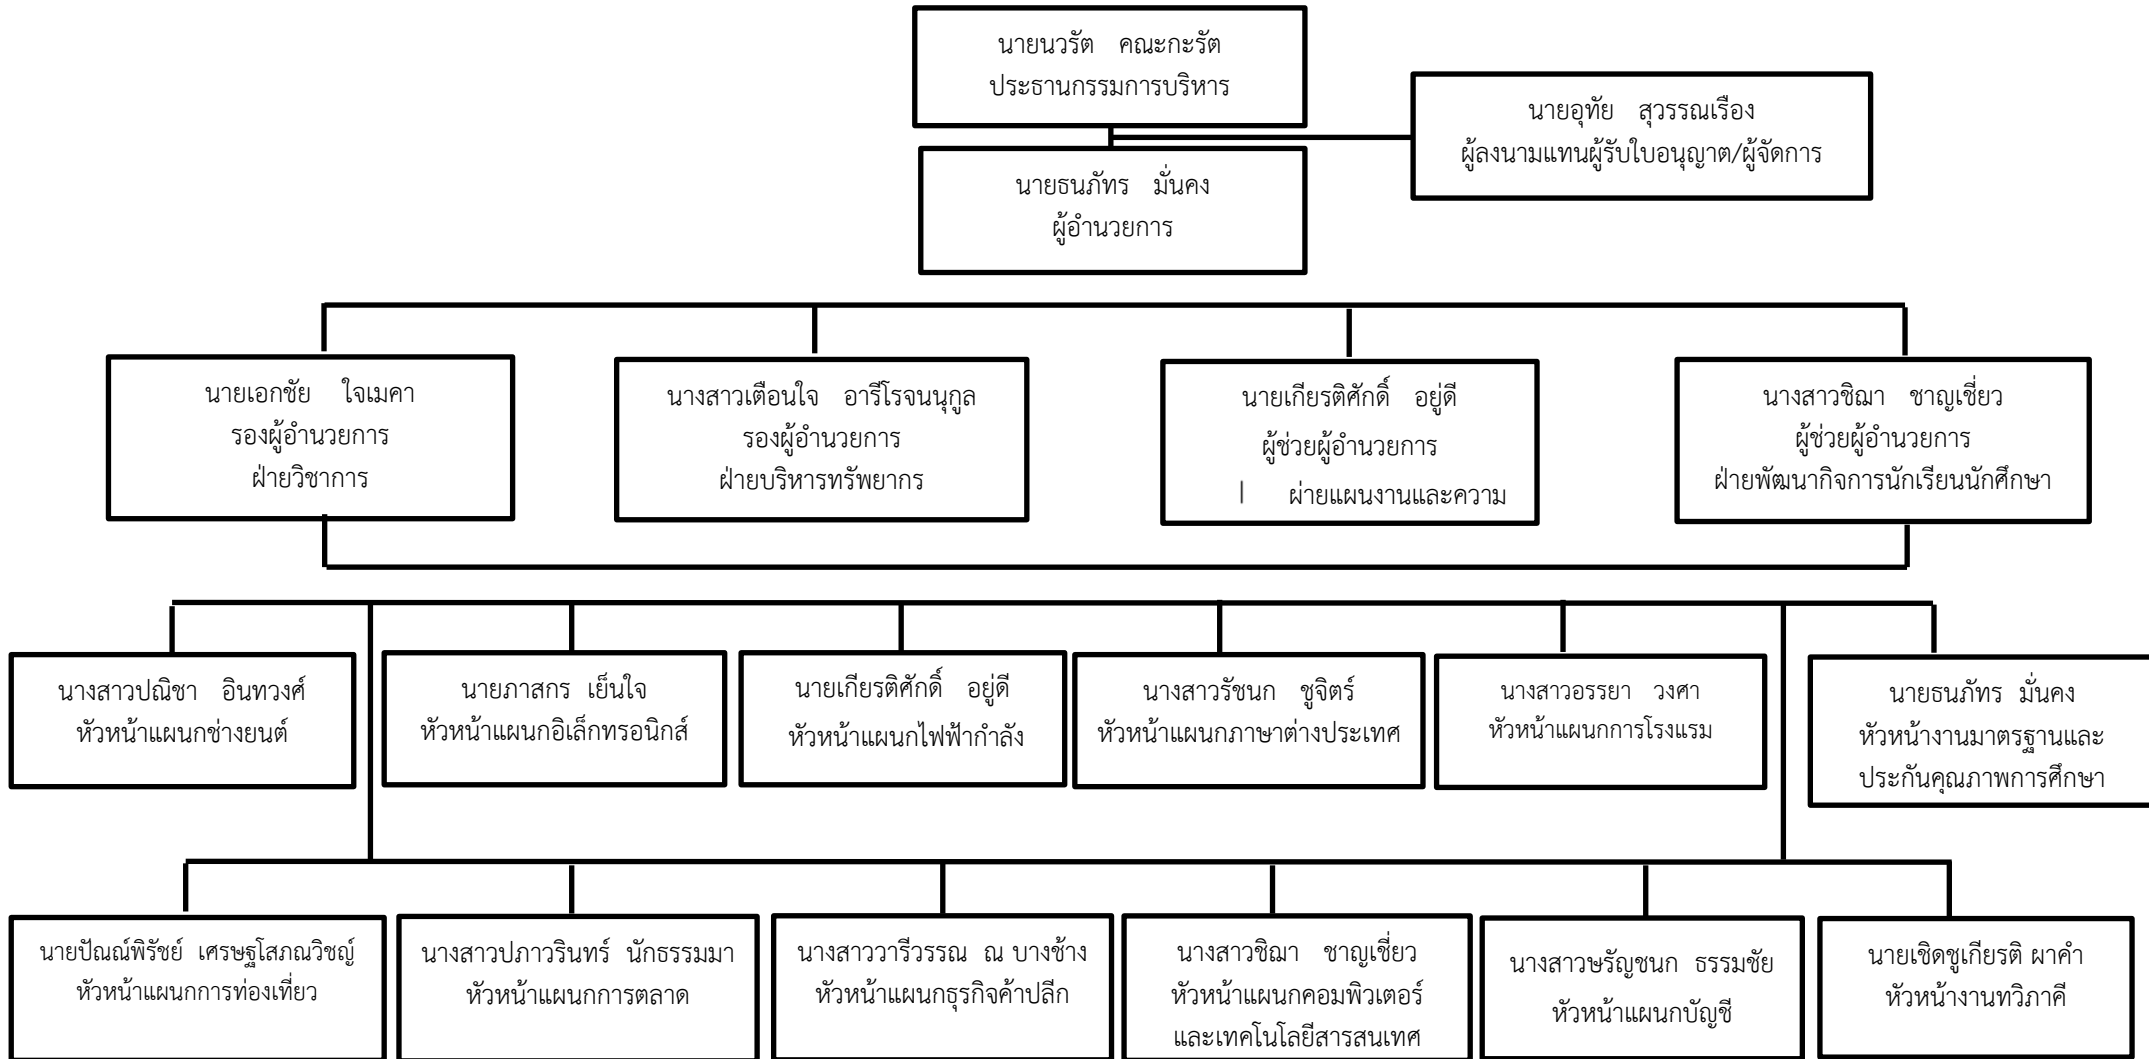 นายนวรัต คณะกะรัต
ประธานกรรมการบริหาร
นายอุทัย สุวรรณเรือง
ผู้ลงนามแทนผู้รับใบอนุญาต/ผู้จัดการ
นายธนภัทร มั่นคง
ผู้อำนวยการ
นายเอกชัย ใจเมคา
รองผู้อำนวยการ
ฝ่ายวิชาการ
นางสาวเตือนใจ อารีโรจนนุกูล
รองผู้อำนวยการ
ฝ่ายบริหารทรัพยากร
นายเกียรติศักดิ์ อยู่ดี
ผู้ช่วยผู้อำนวยการ
ผ่ายแผนงานและความ
นางสาวชิฌา ชาญเชี่ยว
ผู้ช่วยผู้อำนวยการ
ฝ่ายพัฒนากิจการนักเรียนนักศึกษา
นางสาวปณิชา อินทวงศ์
หัวหน้าแผนกช่างยนต์
นายภาสกร เย็นใจ
หัวหน้าแผนกอิเล็กทรอนิกส์
นายเกียรติศักดิ์ อยู่ดี
หัวหน้าแผนกไฟฟ้ากำลัง
นางสาวรัชนก ชูจิตร์
หัวหน้าแผนกภาษาต่างประเทศ
นางสาวอรรยา วงศา
หัวหน้าแผนกการโรงแรม
นายธนภัทร มั่นคง
หัวหน้างานมาตรฐานและ
ประกันคุณภาพการศึกษา
นายปัณณ์พิรัชย์ เศรษฐโสภณวิชญ์
หัวหน้าแผนกการท่องเที่ยว
นางสาวปภาวรินทร์ นักธรรมมา
หัวหน้าแผนกการตลาด
นางสาววารีวรรณ ณ บางช้าง
หัวหน้าแผนกธุรกิจค้าปลีก
นางสาวชิฌา ชาญเชี่ยว
หัวหน้าแผนกคอมพิวเตอร์
และเทคโนโลยีสารสนเทศ
นางสาวษรัญชนก ธรรมชัย
หัวหน้าแผนกบัญชี
นายเชิดชูเกียรติ ผาคำ
หัวหน้างานทวิภาคี